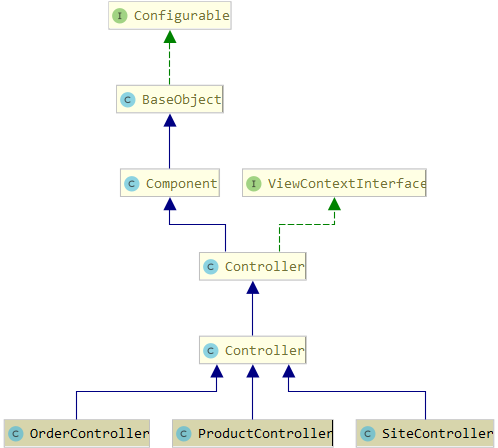 I Configurable
C BaseObject
C Component
I ViewContextInterface
C Controller
C Controller
C OrderController
C ProductController
C SiteController